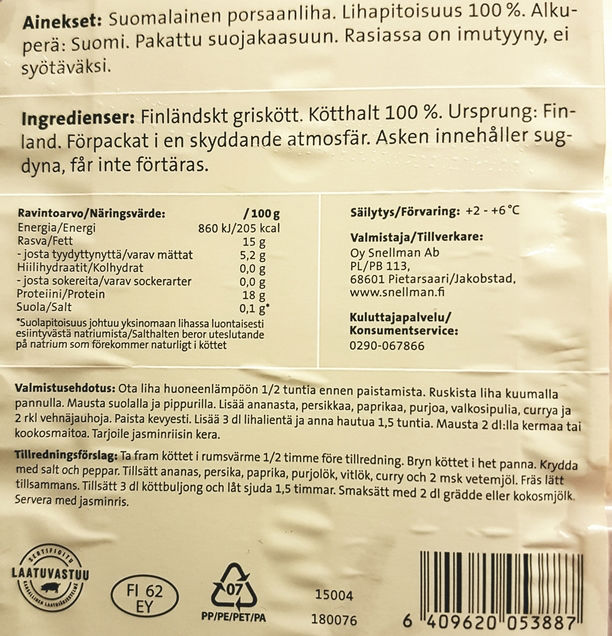 Ainekset: Suomalainen porsaanliha. Lihapitoisuus 100 %. Alku-
perä: Suomi. Pakattu suojakaasuun. Rasiassa on imutyyny, ei
syötäväksi.
Ingredienser: Finländskt griskött. Kötthalt 100 %. Ursprung: Fin-
land. Förpackat i en skyddande atmosfär. Asken innehåller sug-
dyna, får inte förtäras.
Ravintoarvo/Näringsvärde: /100 g
Energia/Energi 860 kJ/205 kcal
Rasva/Fett 15 g
- josta tyydyttynyttä/varav mättat 5,2 g
Hiilihydraatit/Kolhydrat 0,0 g
- josta sokereita/varav sockerarter 0,0 g
Proteiini/Protein 18 g
Suola/Salt 0,1 g*
*Suolapitoisuus johtuu yksinomaan lihassa luontaisesti
esiintyvästä natriumista/Salthalten beror uteslutande
på natrium som förekommer naturligt i köttet
Säilytys/Förvaring: +2 - +6 °C
Valmistaja/Tillverkare:
Oy Snellman Ab
PL/PB 113,
68601 Pietarsaari/Jakobstad,
www.snellman.fi
Kuluttajapalvelu/
Konsumentservice:
0290-067866
Valmistusehdotus: Ota liha huoneenlämpöön 1/2 tuntia ennen paistamista. Ruskista liha kuumalla
pannulla. Mausta suolalla ja pippurilla. Lisää ananasta, persikkaa, paprikaa, purjoa, valkosipulia, currya ja
2 rkl vehnäjauhoja. Paista kevyesti. Lisää 3 dl lihalientä ja anna hautua 1,5 tuntia. Mausta 2 dl:lla kermaa tai
kookosmaitoa. Tarjoile jasmiiniriisin kera.
Tillredningsförslag: Ta fram köttet i rumsvärme 1/2 timme före tillredning. Bryn köttet i het panna. Krydda
med salt och peppar. Tillsätt ananas, persika, paprika, purjolök, vitlök, curry och 2 msk vetemjöl. Fräs lätt
tillsammans. Tillsätt 3 dl köttbuljong och låt sjuda 1,5 timmar. Smaksätt med 2 dl grädde eller kokosmjölk.
Servera med jasminris.
SERTIFIOITU
LAATUVASTUU
KANSALLINEN LAATUJÄRJESTELMÄ
FI 62
EY
07
PP/PE/PET/PA
15004
180076
6 409620 053887